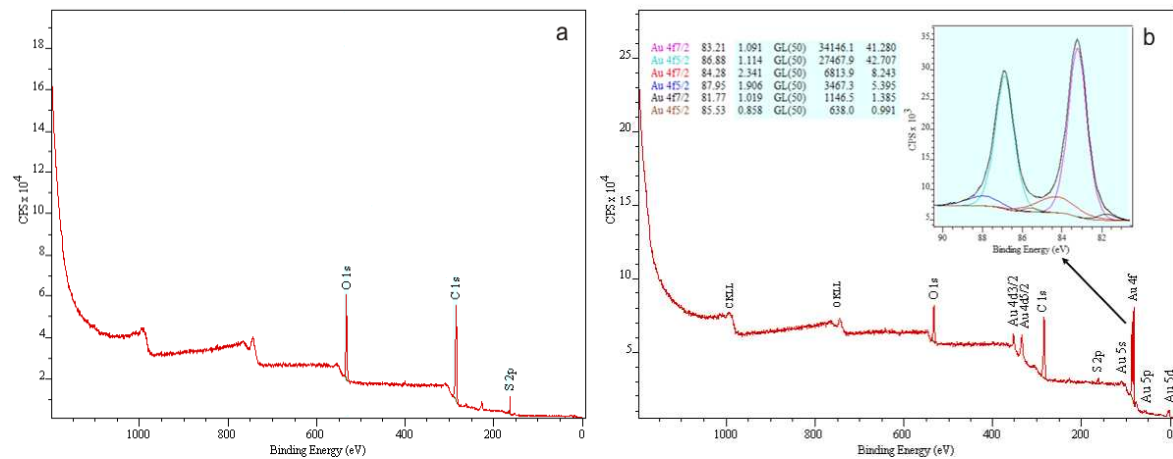 a
18
16
14
12
10
8
6
4
2
CPS x 10^4
O 1s
C 1s
S 2p
1000 800 600 400 200 0
Binding Energy (eV)
b
25
20
15
10
5
CPS x 10^4
Au 4f7/2 83.21 1.091 GL(50) 34146.1 41.280
Au 4f5/2 86.88 1.114 GL(50) 27467.9 42.707
Au 4f7/2 84.28 2.341 GL(50) 6813.9 8.243
Au 4f5/2 87.95 1.906 GL(50) 3467.3 5.395
Au 4f7/2 81.77 1.019 GL(50) 1146.5 1.385
Au 4f5/2 85.53 0.858 GL(50) 638.0 0.991
35
30
25
20
15
10
5
CPS x 10^3
90 88 86 84 82
Binding Energy (eV)
C KLL
O KLL
O 1s
Au 4d3/2
Au 4d5/2
C 1s
S 2p
Au 5s
Au 4f
Au 5p
Au 5d
1000 800 600 400 200 0
Binding Energy (eV)